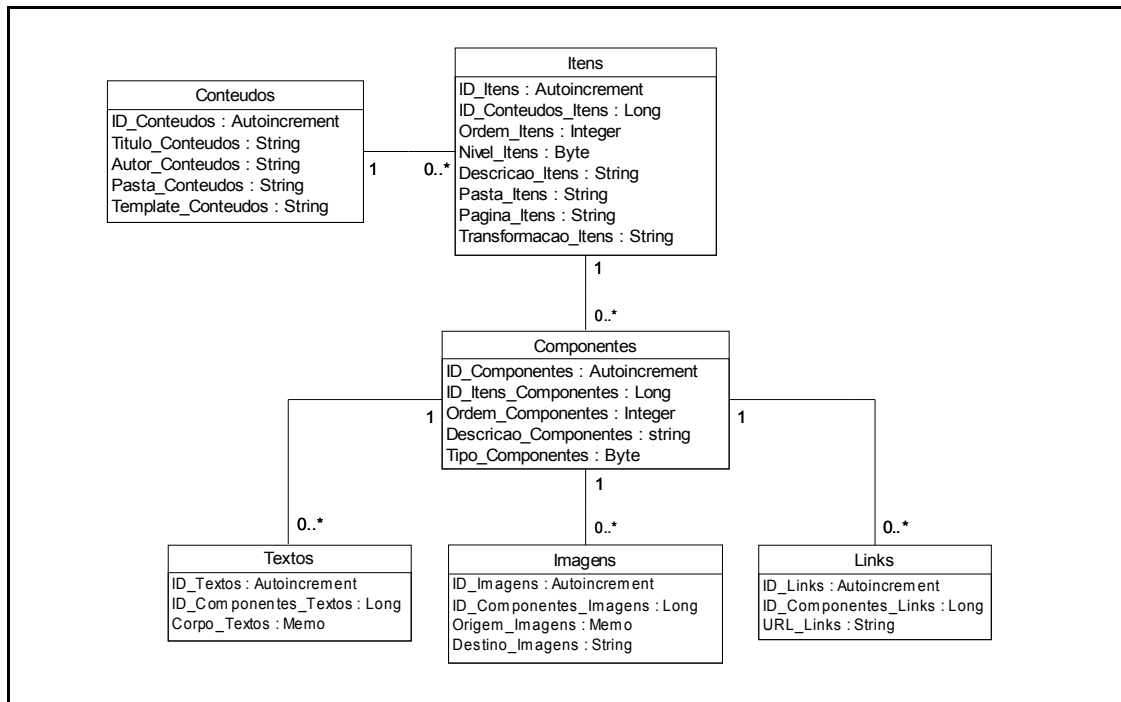 Conteudos
ID_Conteudos : Autoincrement
Titulo_Conteudos : String
Autor_Conteudos : String
Pasta_Conteudos : String
Template_Conteudos : String
1
0..*
Itens
ID_Itens : Autoincrement
ID_Conteudos_Itens : Long
Ordem_Itens : Integer
Nivel_Itens : Byte
Descricao_Itens : String
Pasta_Itens : String
Pagina_Itens : String
Transformacao_Itens : String
1
0..*
Componentes
ID_Componentes : Autoincrement
ID_Itens_Componentes : Long
Ordem_Componentes : Integer
Descricao_Componentes : string
Tipo_Componentes : Byte
1
1
1
0..*
0..*
0..*
Textos
ID_Textos : Autoincrement
ID_Componentes_Textos : Long
Corpo_Textos : Memo
Imagens
ID_Imagens : Autoincrement
ID_Componentes_Imagens : Long
Origem_Imagens : Memo
Destino_Imagens : String
Links
ID_Links : Autoincrement
ID_Componentes_Links : Long
URL_Links : String